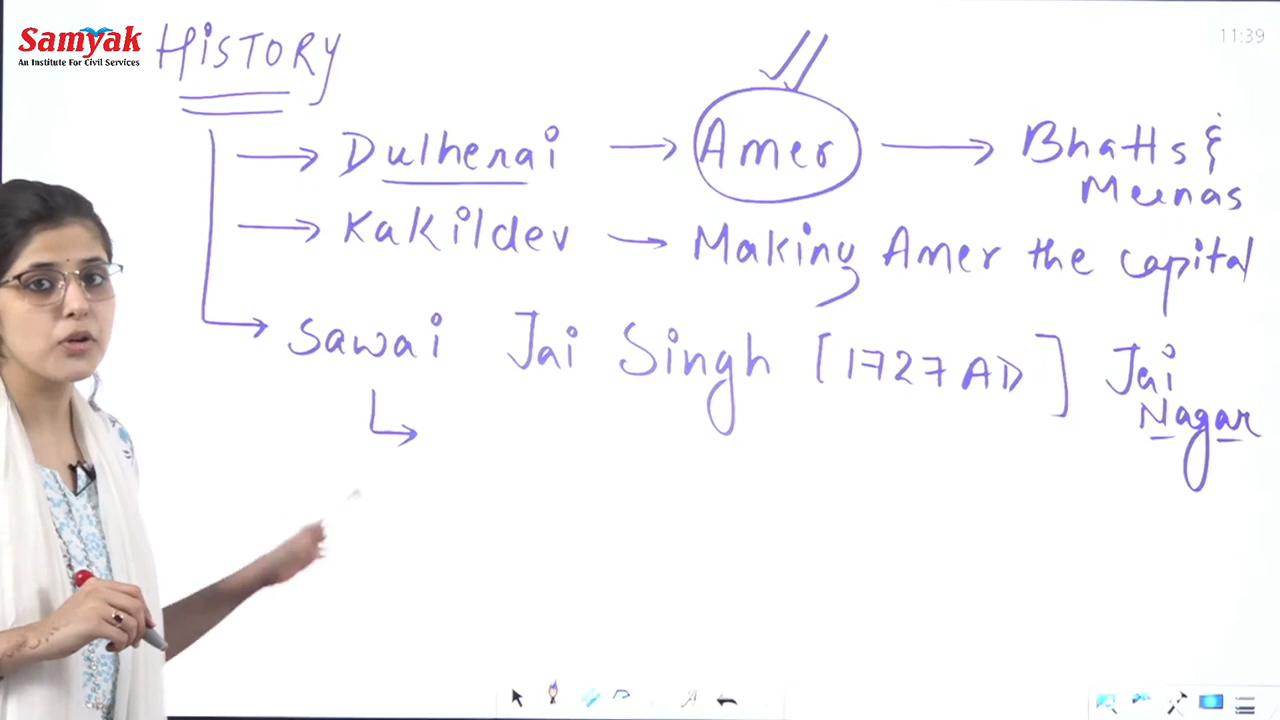 Samyak
An Institute For Civil Services
HISTORY
11:39
Dulherai → Amer → Bhatts &
Meenas
Kakildev → Making Amer the capital
Sawai Jai Singh [1727 AD] Jai
Nagar